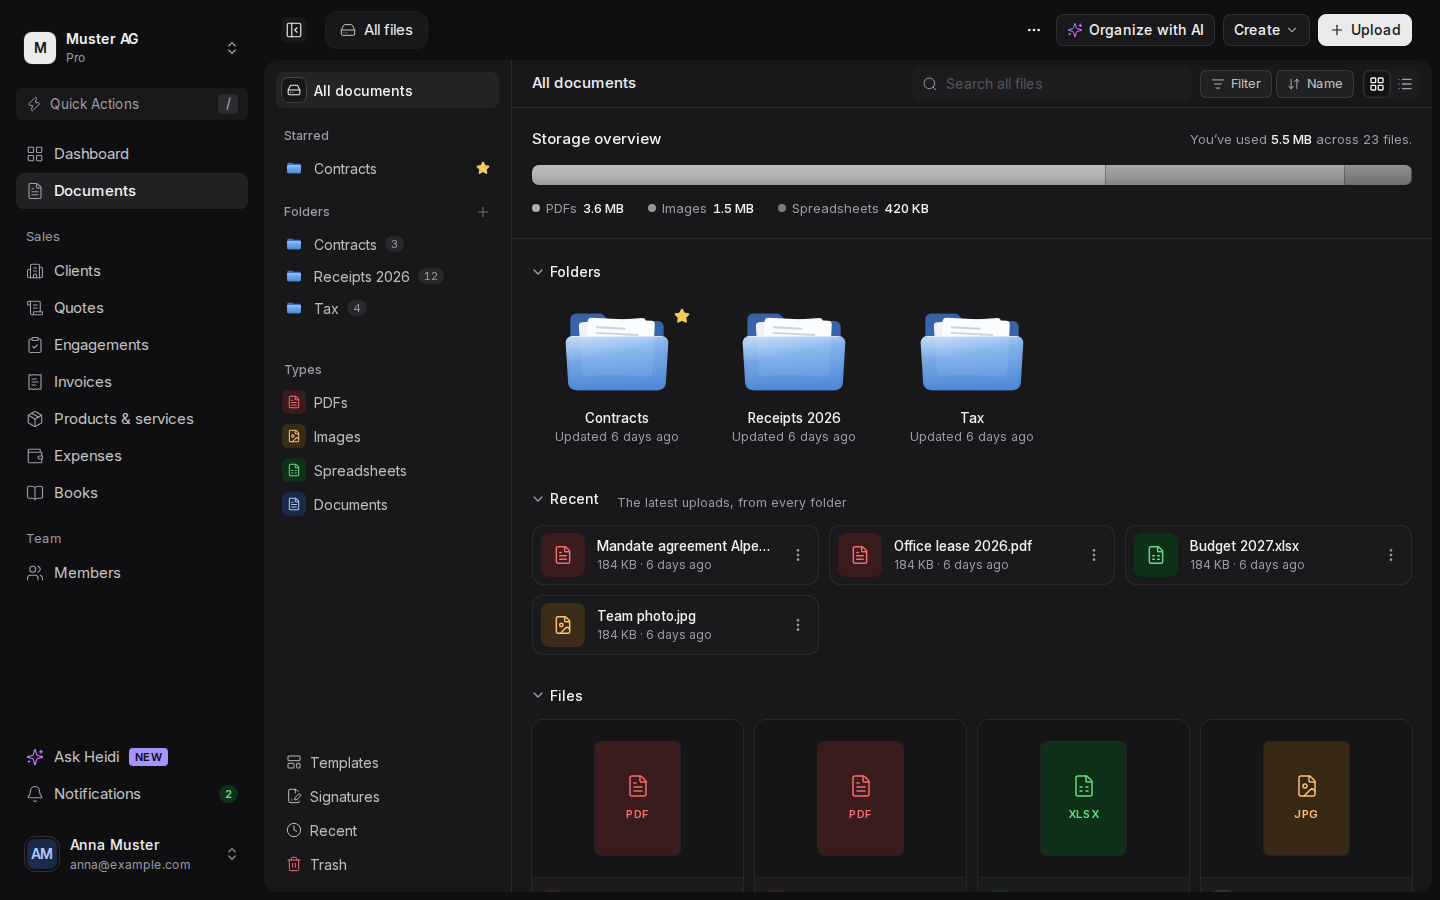 M
Muster AG
Pro
Quick Actions
/
Dashboard
Documents
Sales
Clients
Quotes
Engagements
Invoices
Products & services
Expenses
Books
Team
Members
Ask Heidi
NEW
Notifications
2
AM
Anna Muster
anna@example.com
All files
Organize with AI
Create
Upload
All documents
Starred
Contracts
Folders
Contracts 3
Receipts 2026 12
Tax 4
Types
PDFs
Images
Spreadsheets
Documents
Templates
Signatures
Recent
Trash
All documents
Search all files
Filter
Name
Storage overview
You've used 5.5 MB across 23 files.
PDFs 3.6 MB
Images 1.5 MB
Spreadsheets 420 KB
Folders
Contracts
Updated 6 days ago
Receipts 2026
Updated 6 days ago
Tax
Updated 6 days ago
Recent
The latest uploads, from every folder
Mandate agreement Alpe...
184 KB · 6 days ago
Office lease 2026.pdf
184 KB · 6 days ago
Budget 2027.xlsx
184 KB · 6 days ago
Team photo.jpg
184 KB · 6 days ago
Files
PDF
PDF
XLSX
JPG